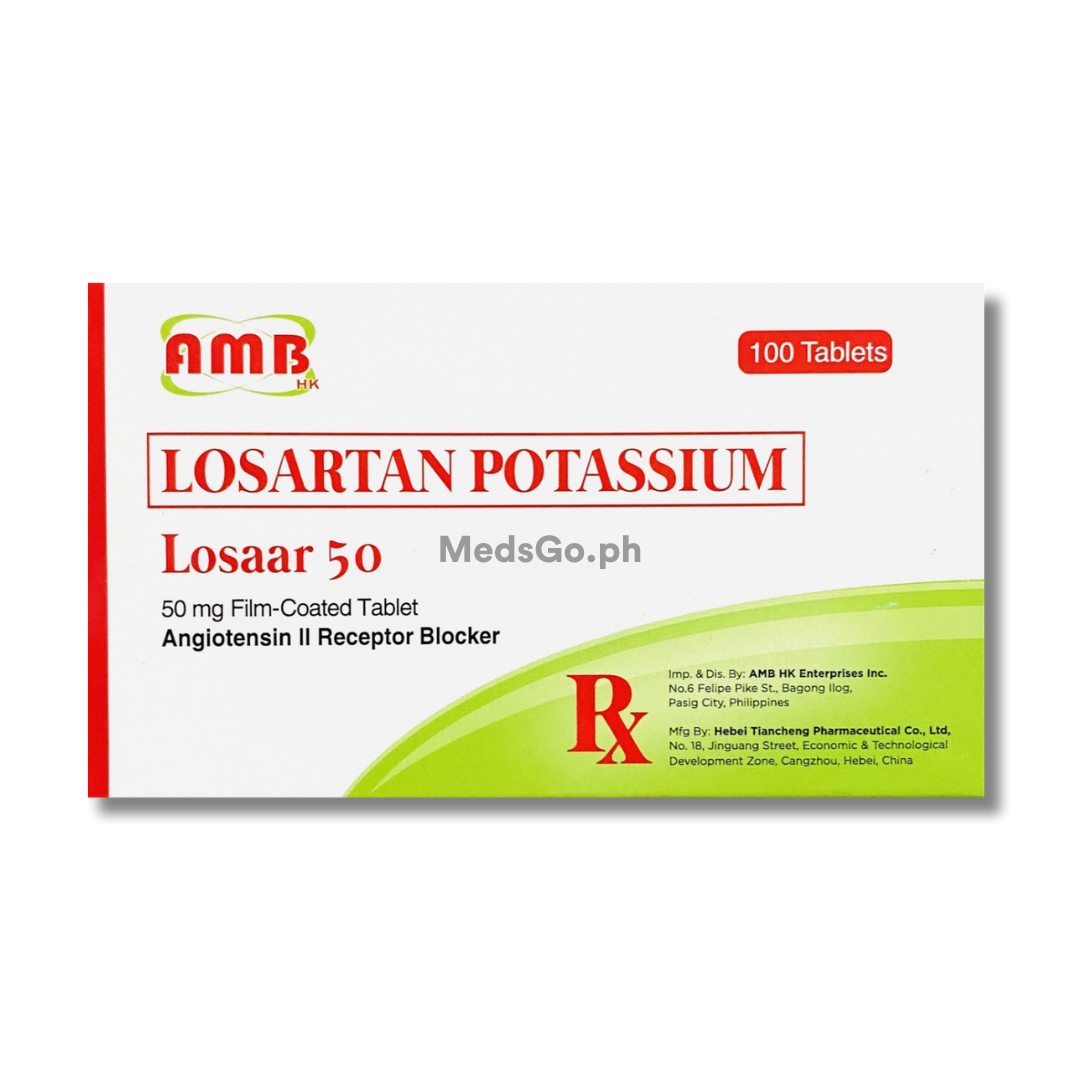 AMB
HK
100 Tablets
LOSARTAN POTASSIUM
Losaar 50
MedsGo.ph
50 mg Film-Coated Tablet
Angiotensin II Receptor Blocker
Rx
Imp. & Dis. By: AMB HK Enterprises Inc.
No.6 Felipe Pike St., Bagong Ilog,
Pasig City, Philippines
Mfg By: Hebei Tiancheng Pharmaceutical Co., Ltd,
No. 18, Jinguang Street, Economic & Technological
Development Zone, Cangzhou, Hebei, China